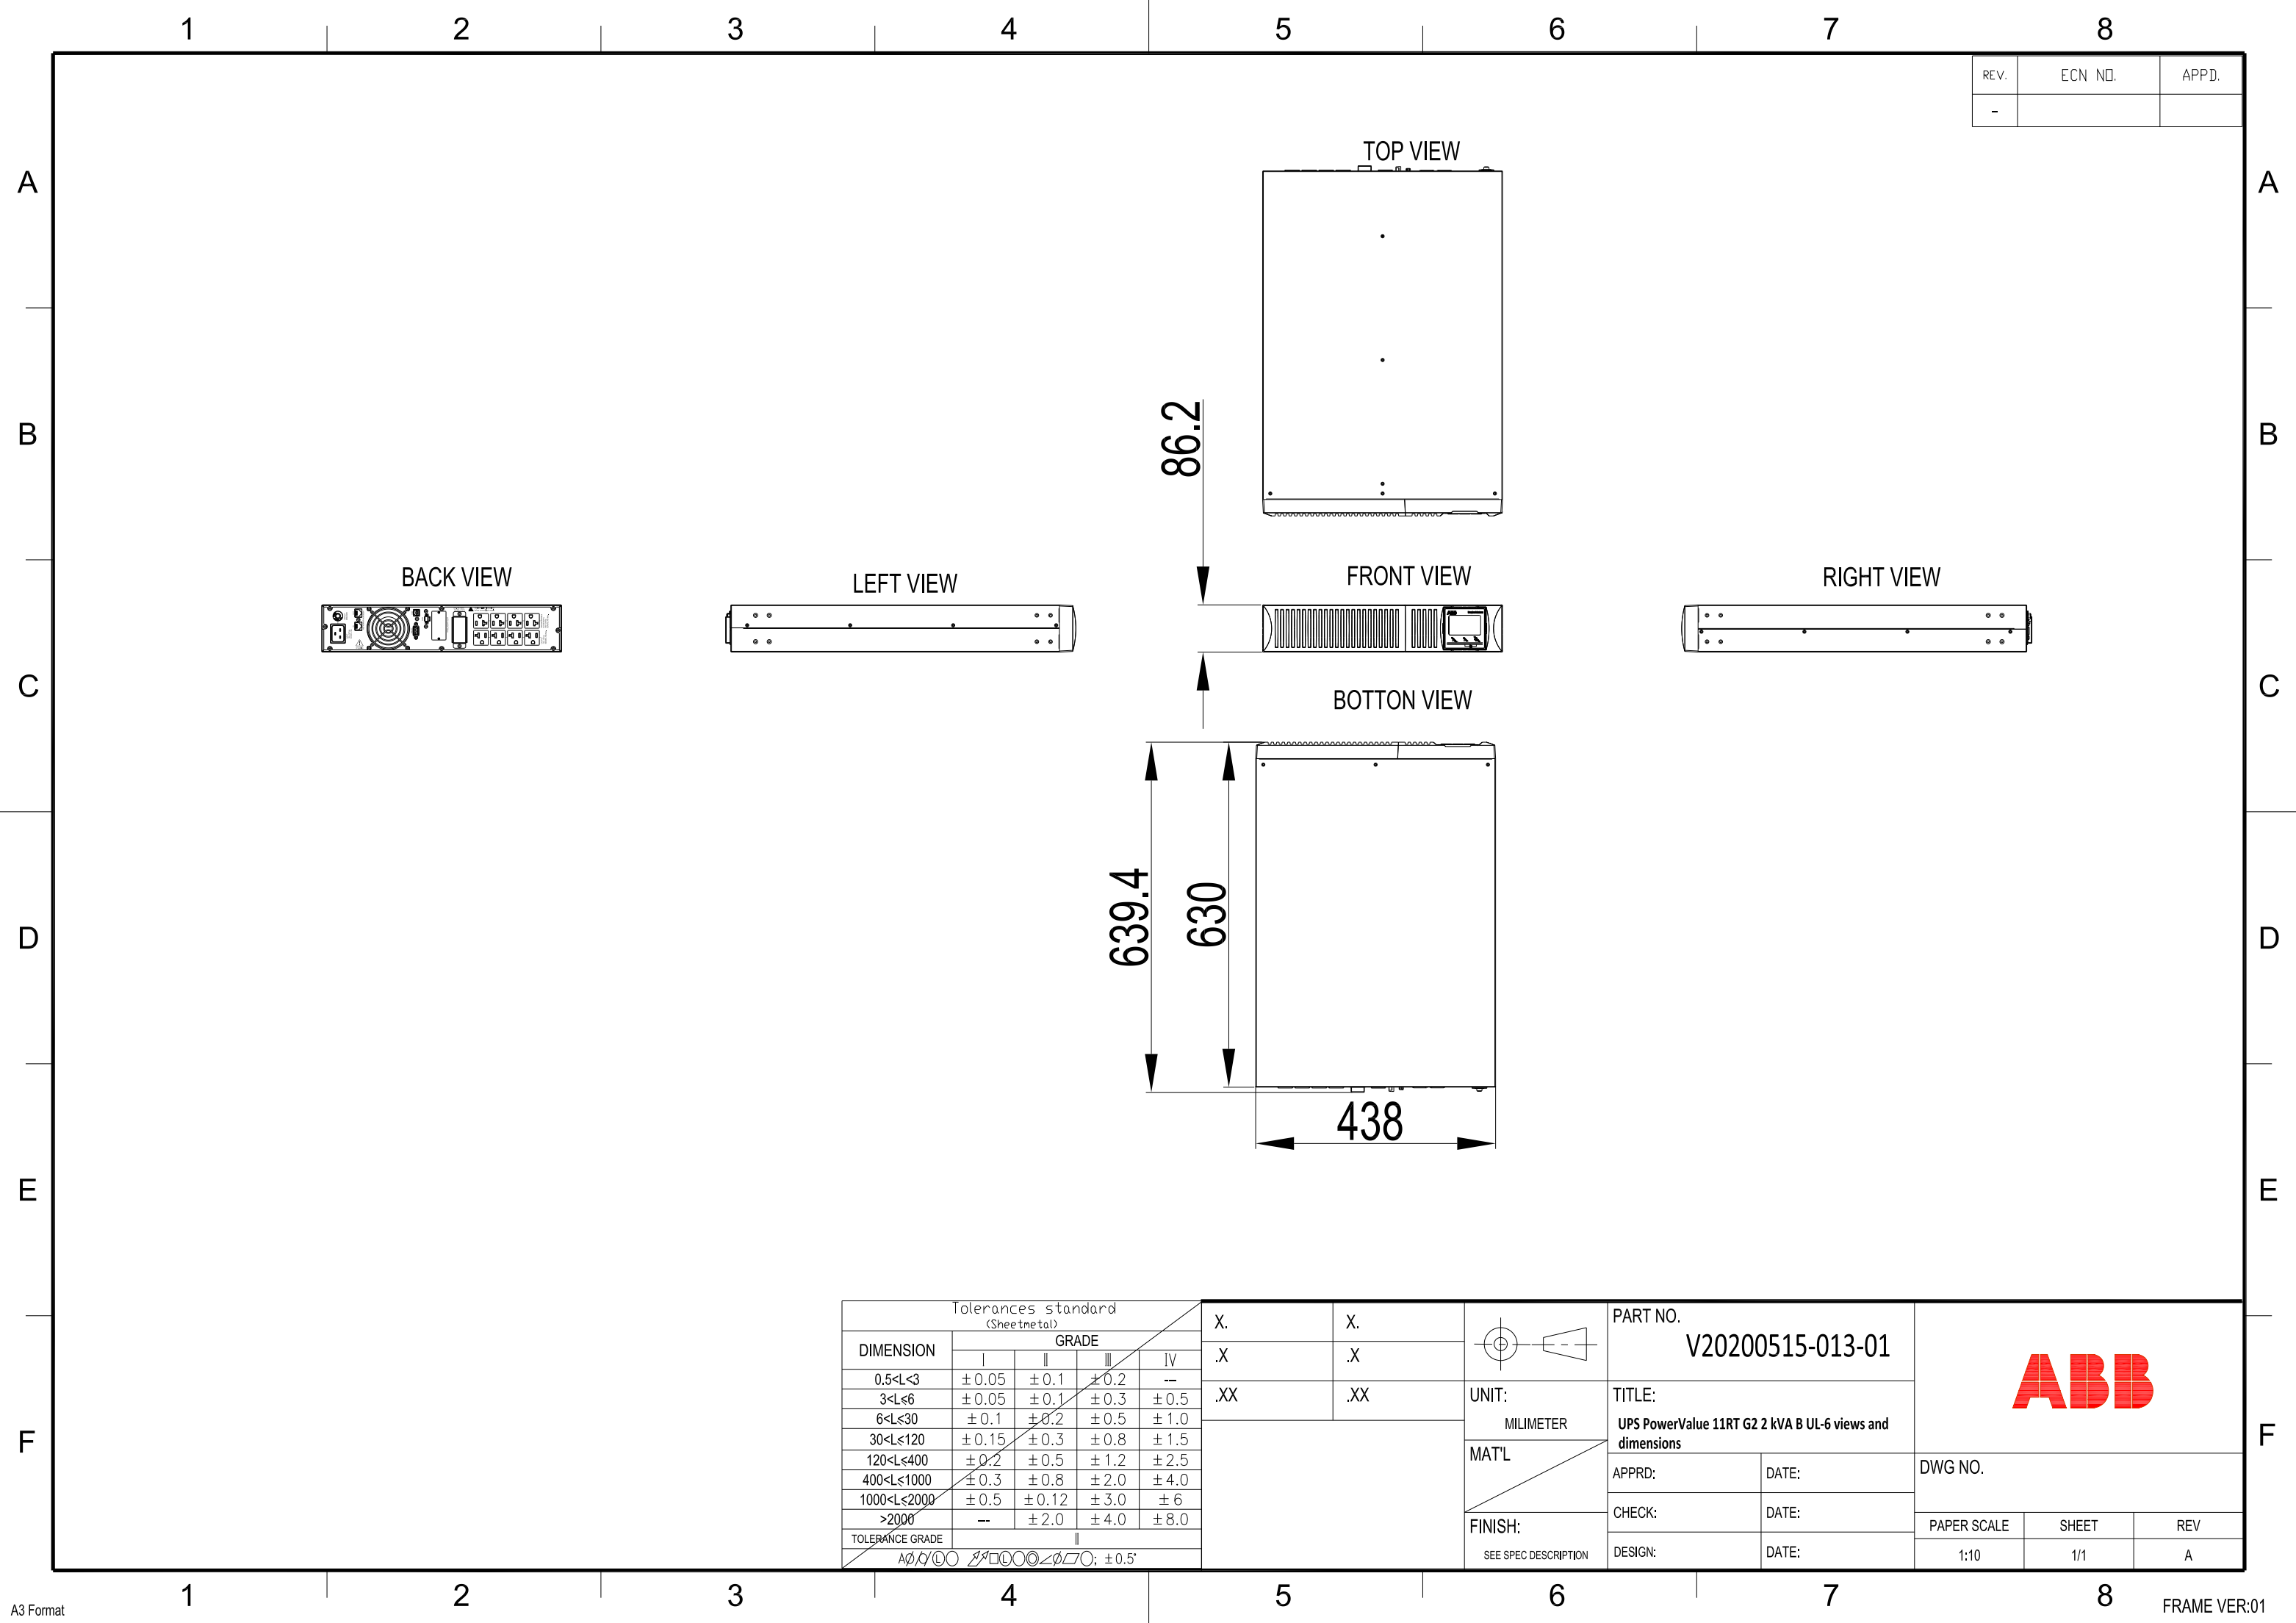 1 2 3 4 5 6 7 8
REV. ECN NO. APPD.
-
A A
B B
C C
D D
E E
F F
TOP VIEW
86.2
BACK VIEW
LEFT VIEW
FRONT VIEW
RIGHT VIEW
BOTTON VIEW
639.4
630
438
Tolerances standard
(Sheetmetal)
DIMENSION GRADE
I II III IV
0.5<L<3 ±0.05 ±0.1 ±0.2 ---
3<L≤6 ±0.05 ±0.1 ±0.3 ±0.5
6<L≤30 ±0.1 ±0.2 ±0.5 ±1.0
30<L≤120 ±0.15 ±0.3 ±0.8 ±1.5
120<L≤400 ±0.2 ±0.5 ±1.2 ±2.5
400<L≤1000 ±0.3 ±0.8 ±2.0 ±4.0
1000<L≤2000 ±0.5 ±0.12 ±3.0 ±6
>2000 --- ±2.0 ±4.0 ±8.0
TOLERANCE GRADE II
±0.5°
X. X.
.X .X
.XX .XX
UNIT:
MILIMETER
MAT'L
FINISH:
SEE SPEC DESCRIPTION
PART NO.
V20200515-013-01
TITLE:
UPS PowerValue 11RT G2 2 kVA B UL-6 views and
dimensions
APPRD: DATE:
CHECK: DATE:
DESIGN: DATE:
ABB
DWG NO.
PAPER SCALE SHEET REV
1:10 1/1 A
1 2 3 4 5 6 7 8
A3 Format
FRAME VER:01